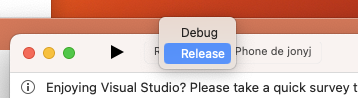 Debug
Release
Phone de jonyj
Enjoying Visual Studio? Please take a quick survey t